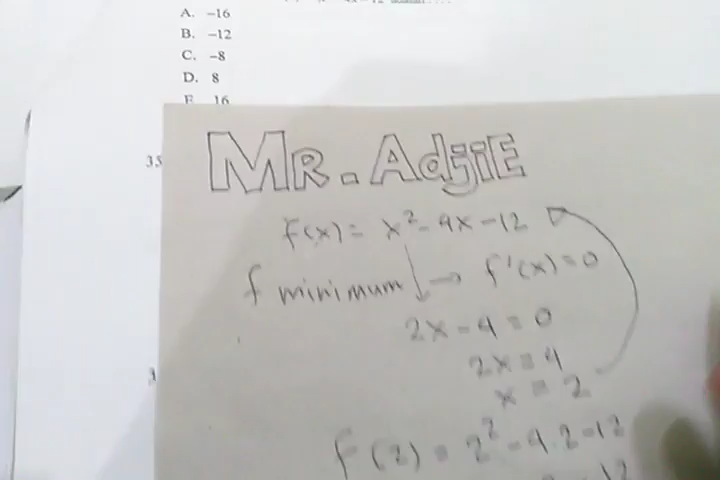 A. -16
B. -12
C. -8
D. 8
E 16
35
MR. AdjiE
f(x) = x² - 4x - 12
f minimum → f'(x) = 0
2x - 4 = 0
2x = 4
x = 2
f(2) = 2² - 4.2 - 12
12